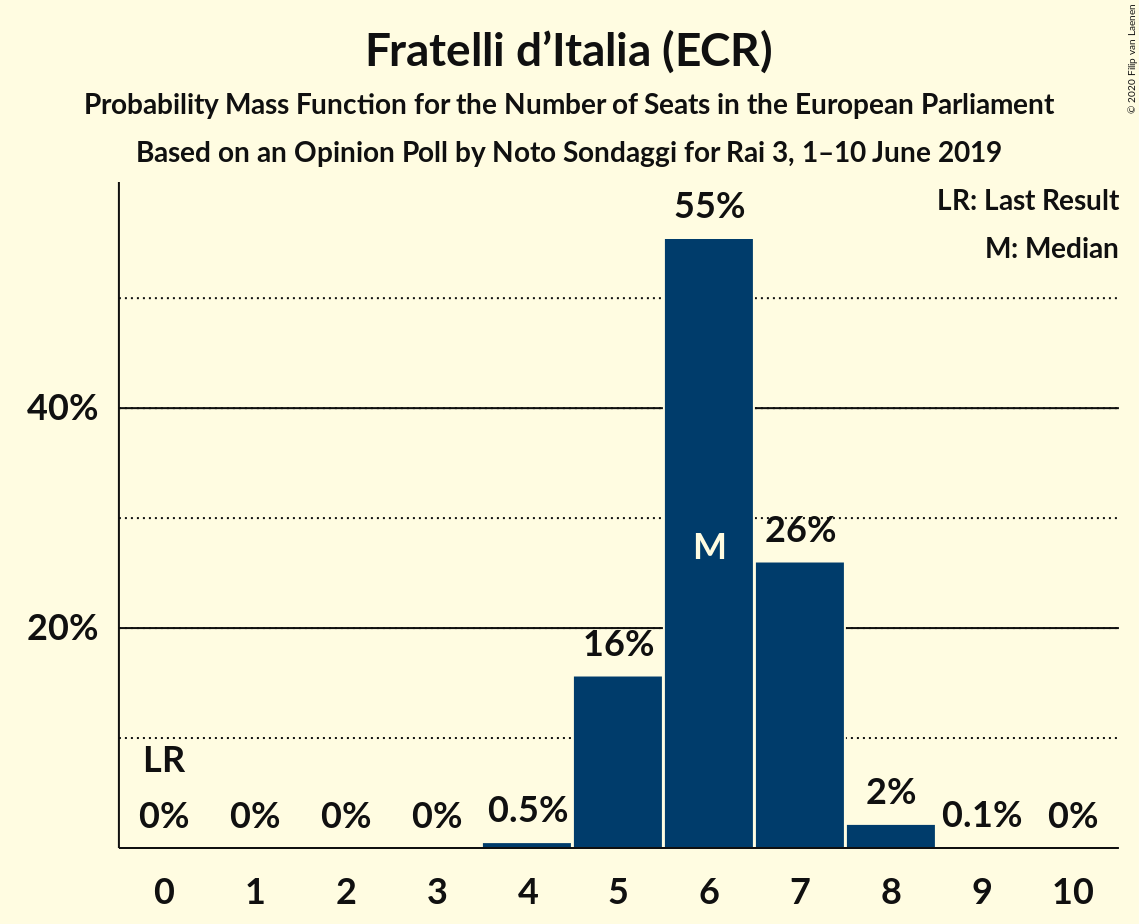 Fratelli d’Italia (ECR)
Probability Mass Function for the Number of Seats in the European Parliament
Based on an Opinion Poll by Noto Sondaggi for Rai 3, 1–10 June 2019
© 2020 Filip van Laenen
LR: Last Result
M: Median
55%
40%
M
26%
20%
16%
LR
0% 0% 0% 0% 0.5% 2% 0.1% 0%
0 1 2 3 4 5 6 7 8 9 10